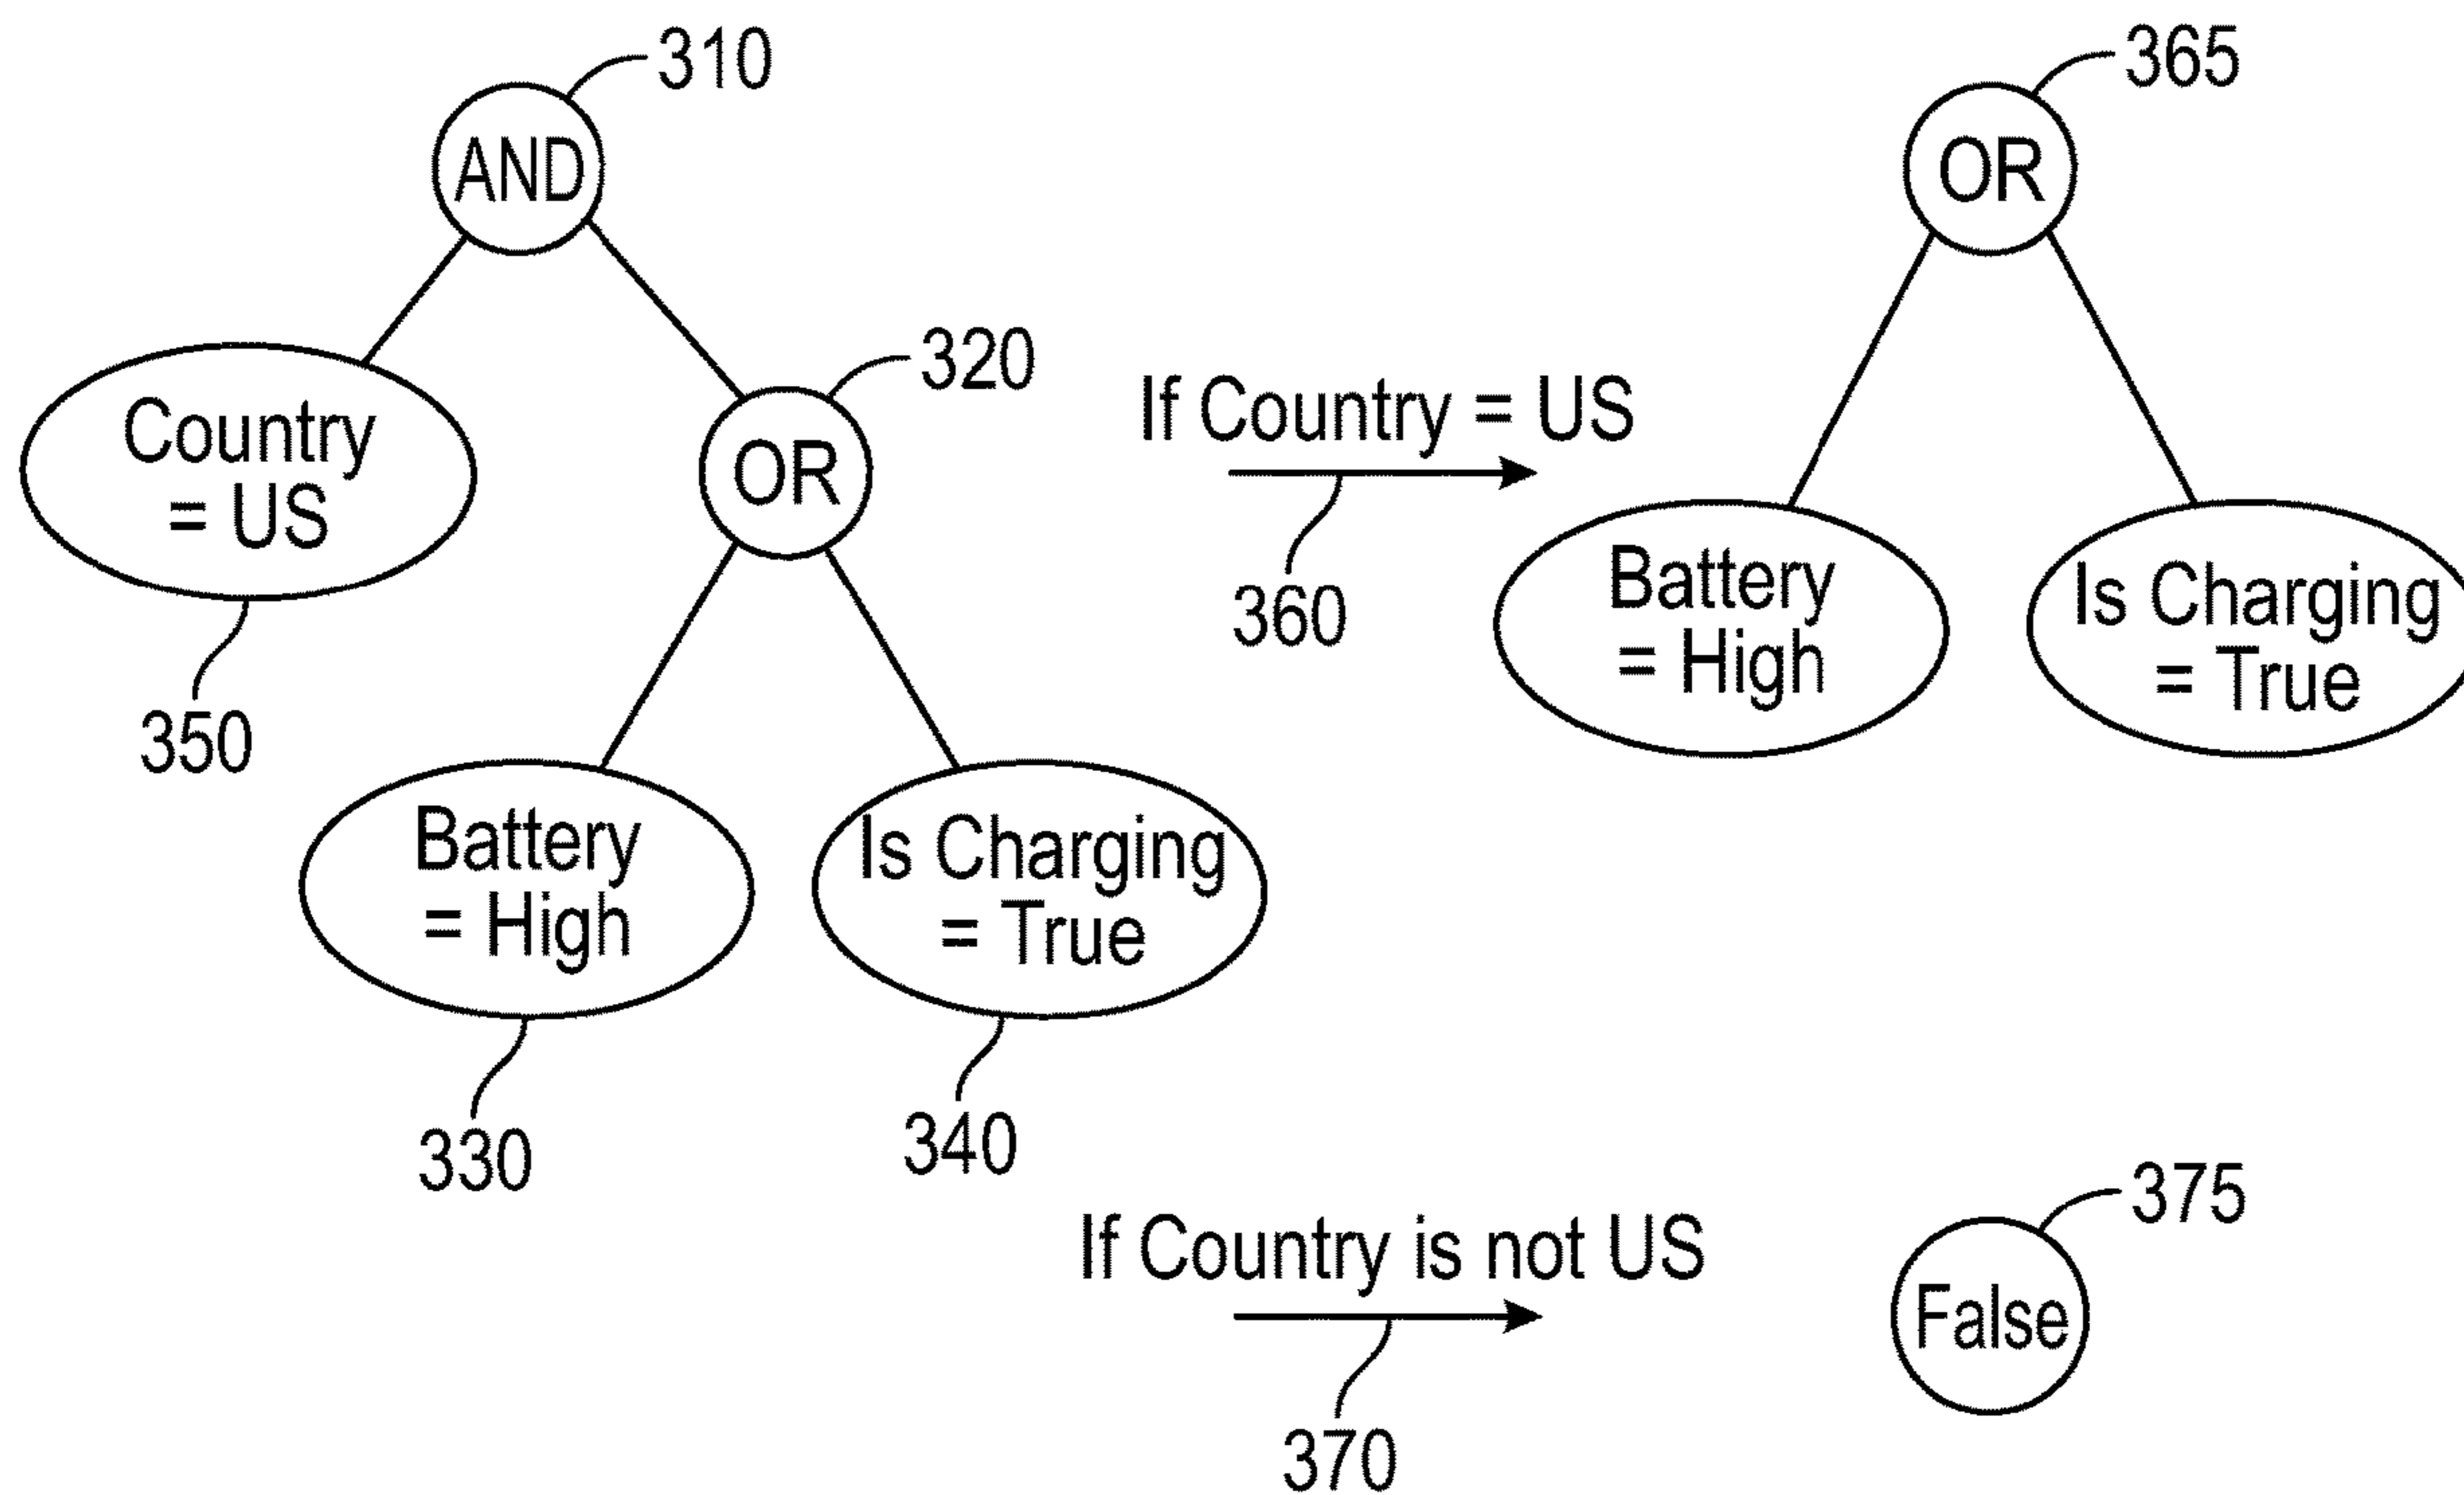 310
AND
Country
= US
350
320
OR
Battery
= High
330
Is Charging
= True
340
If Country = US
360
365
OR
Battery
= High
Is Charging
= True
If Country is not US
370
375
False